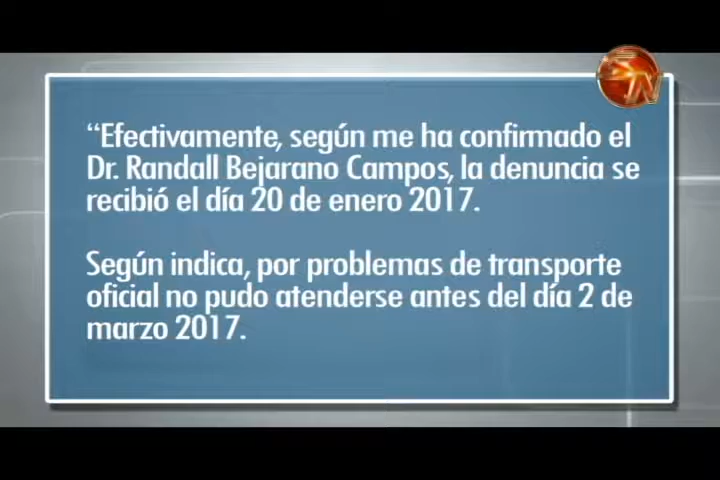 “Efectivamente, según me ha confirmado el
Dr. Randall Bejarano Campos, la denuncia se
recibió el día 20 de enero 2017.
Según indica, por problemas de transporte
oficial no pudo atenderse antes del día 2 de
marzo 2017.